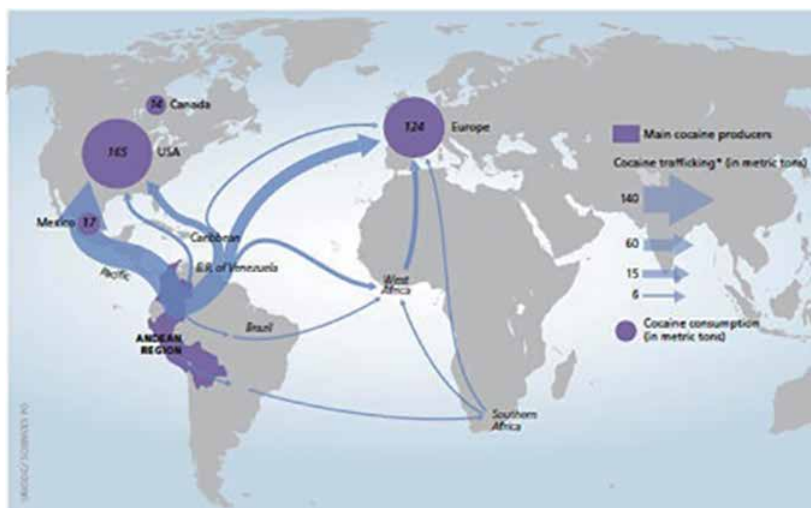 14 Canada
165 USA
124 Europe
Mexico 17
Caribbean
B.R. of Venezuela
Pacific
West
Africa
Brazil
ANDEAN
REGION
Southern
Africa
Main cocaine producers
Cocaine trafficking* (in metric tons)
140
60
15
6
Cocaine consumption
(in metric tons)